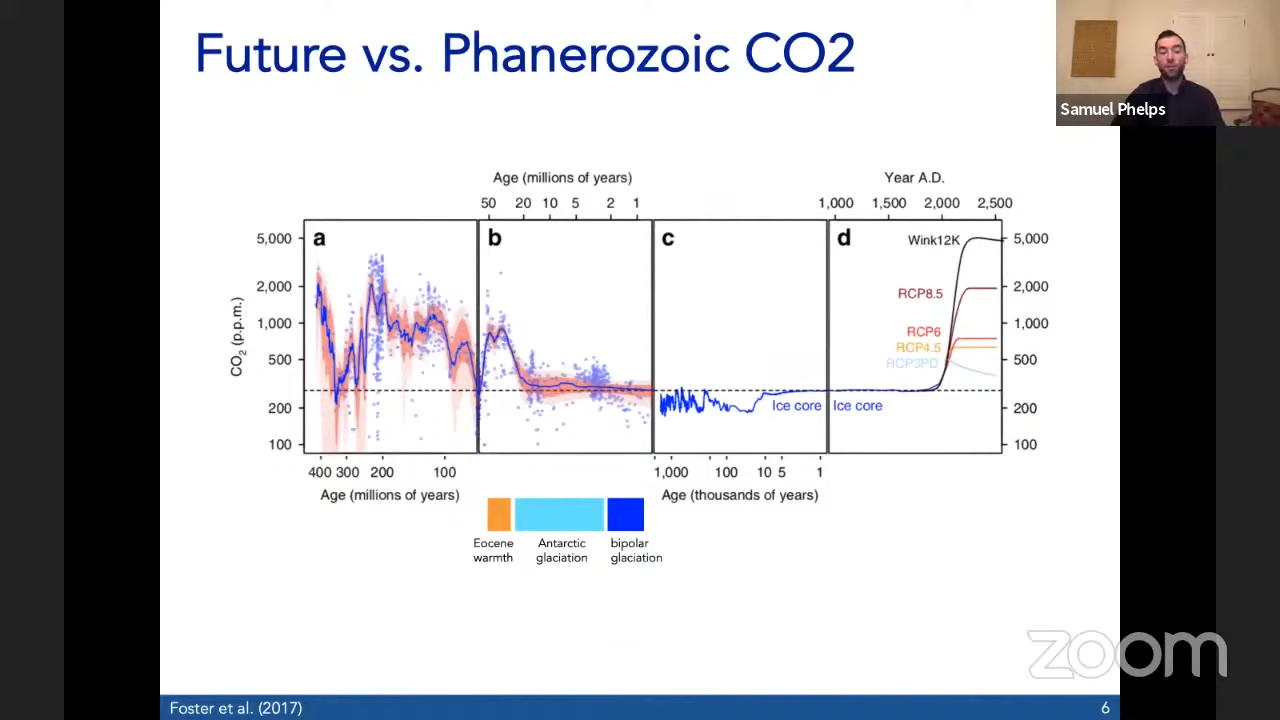 Future vs. Phanerozoic CO2
Samuel Phelps
Age (millions of years)
50 20 10 5 2 1
Year A.D.
1,000 1,500 2,000 2,500
a
b
c
d
CO2 (p.p.m.)
5,000
2,000
1,000
500
200
100
Wink12K
RCP8.5
RCP6
RCP4.5
RCP3PD
Ice core
Ice core
5,000
2,000
1,000
500
200
100
400 300 200 100
Age (millions of years)
1,000 100 10 5 1
Age (thousands of years)
Eocene
warmth
Antarctic
glaciation
bipolar
glaciation
zoom
Foster et al. (2017)
6